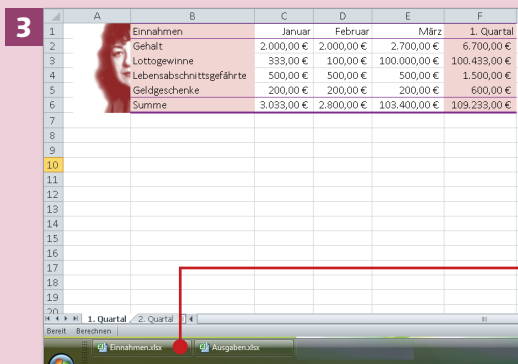 3
A B C D E F
1 Einnahmen Januar Februar März 1. Quartal
2 Gehalt 2.000,00 € 2.000,00 € 2.700,00 € 6.700,00 €
3 Lottogewinne 333,00 € 100,00 € 100.000,00 € 100.433,00 €
4 Lebensabschnittsgefährte 500,00 € 500,00 € 500,00 € 1.500,00 €
5 Geldgeschenke 200,00 € 200,00 € 200,00 € 600,00 €
6 Summe 3.033,00 € 2.800,00 € 103.400,00 € 109.233,00 €
7
8
9
10
11
12
13
14
15
16
17
18
19
20
1. Quartal 2. Quartal
Bereit Berechnen
Einnahmen.xlsx Ausgaben.xlsx